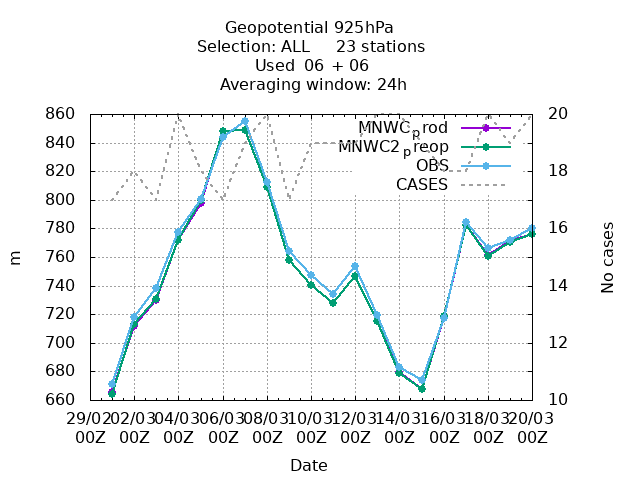 Geopotential 925hPa
Selection: ALL 23 stations
Used 06 + 06
Averaging window: 24h
860
840
820
800
780
760
740
720
700
680
660
m
20
18
16
14
12
10
No cases
MNWC_prod
MNWC2_preop
OBS
CASES
29/02 02/03 04/03 06/03 08/03 10/03 12/03 14/03 16/03 18/03 20/03
00Z 00Z 00Z 00Z 00Z 00Z 00Z 00Z 00Z 00Z 00Z
Date